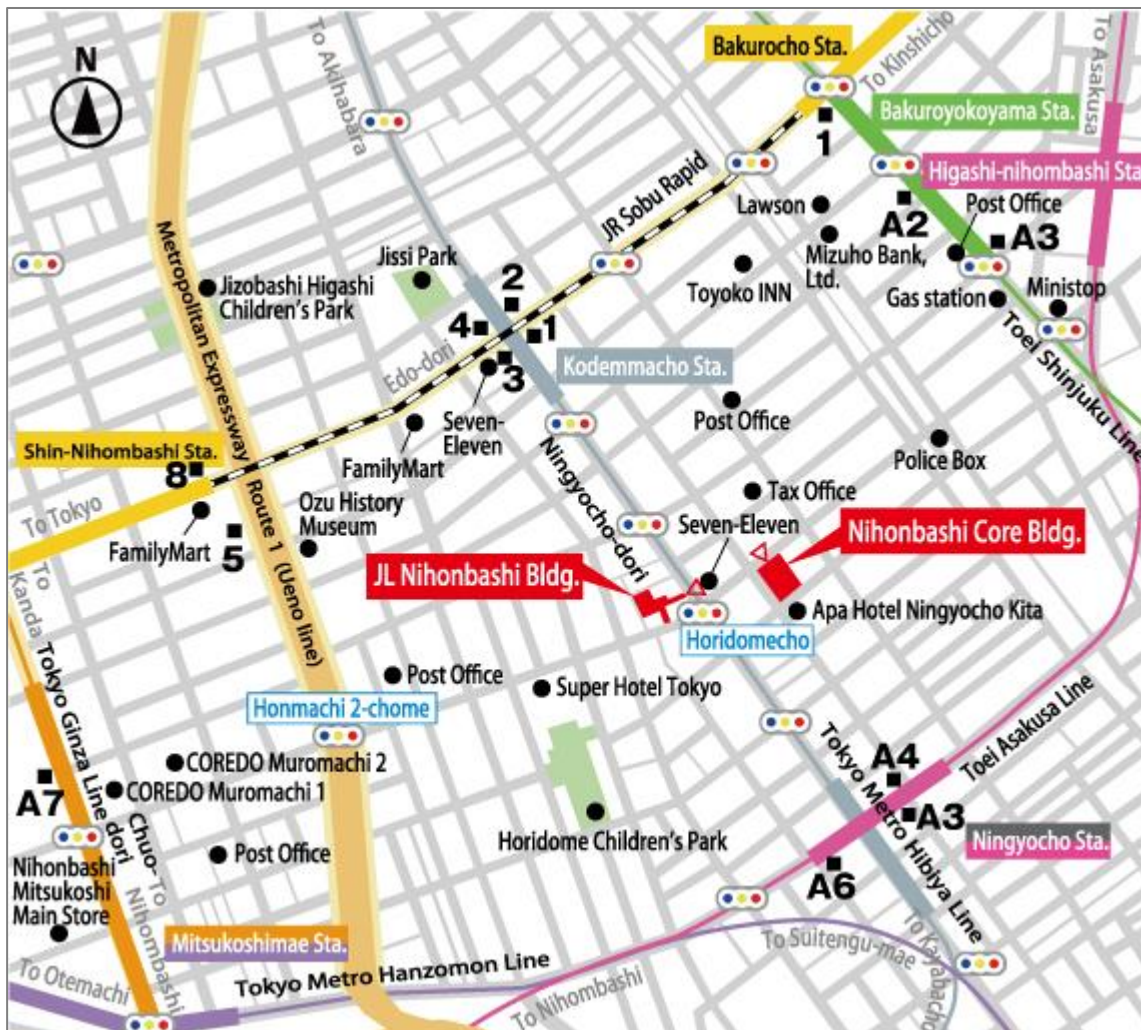 N
To Akihabara
Bakurocho Sta.
To Kinshicho
To Asakusa
1
Bakuroyokoyama Sta.
Higashi-nihombashi Sta
JR Sobu Rapid
Lawson
A2
Post Office
A3
Mizuho Bank,
Ltd.
Toyoko INN
Gas station
Ministop
Jissi Park
Jizobashi Higashi
Children's Park
Metropolitan Expressway Route 1 (Ueno line)
2
4
1
3
Edo-dori
Kodemmacho Sta.
Toei Shinjuku Line
Seven-
Eleven
FamilyMart
Post Office
Police Box
Shin-Nihombashi Sta.
8
To Tokyo
FamilyMart
5
Ozu History
Museum
Ningyocho-dori
Tax Office
Seven-Eleven
Nihonbashi Core Bldg.
JL Nihonbashi Bldg.
Apa Hotel Ningyocho Kita
Horidomecho
To Kanda
Tokyo Ginza Line
Chuo-dori
Post Office
Super Hotel Tokyo
Honmachi 2-chome
COREDO Muromachi 2
COREDO Muromachi 1
A7
Post Office
Nihonbashi
Mitsukoshi
Main Store
To Nihombashi
Mitsukoshimae Sta.
Horidome Children's Park
Toei Asakusa Line
A4
A3
Ningyocho Sta.
A6
Tokyo Metro Hibiya Line
To Otemachi
Tokyo Metro Hanzomon Line
To Nihombashi
To Suitengu-mae
To Kayabacho